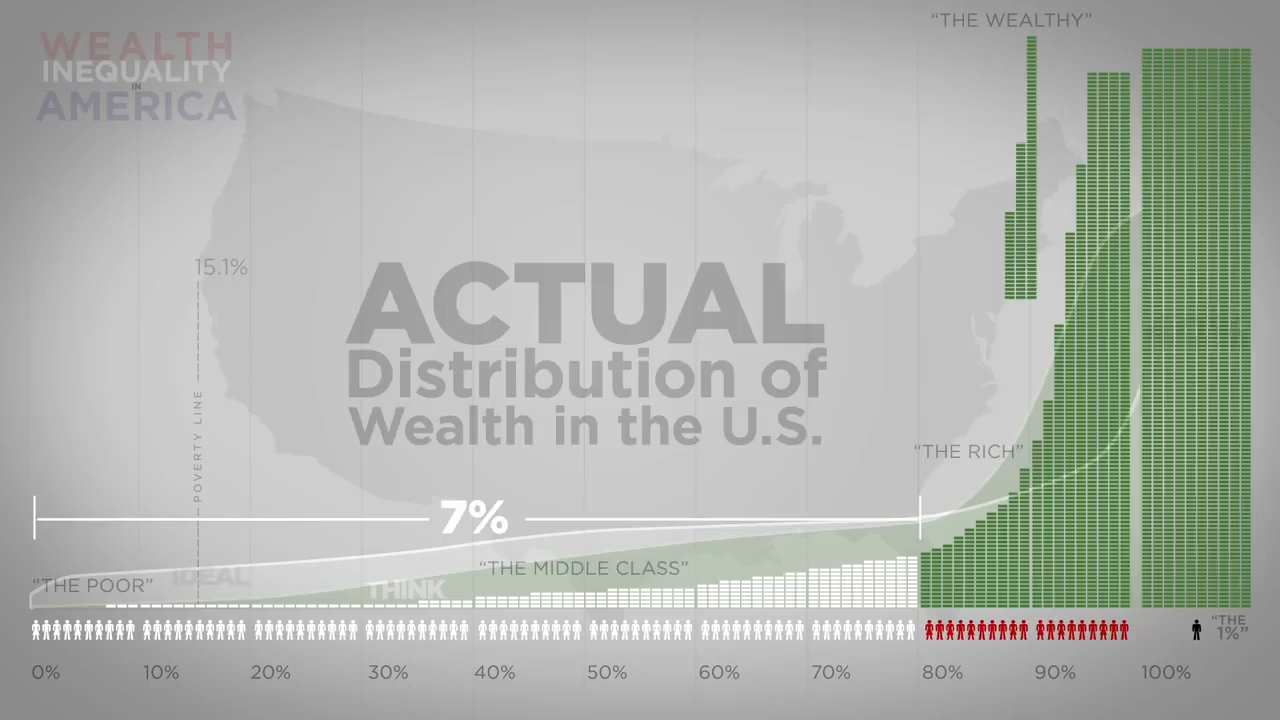 “THE WEALTHY”
WEALTH
INEQUALITY
IN
AMERICA
15.1%
ACTUAL
Distribution of
Wealth in the U.S.
POVERTY LINE
“THE RICH”
7%
“THE MIDDLE CLASS”
“THE POOR”
IDEAL
THINK
“THE
1%”
0% 10% 20% 30% 40% 50% 60% 70% 80% 90% 100%